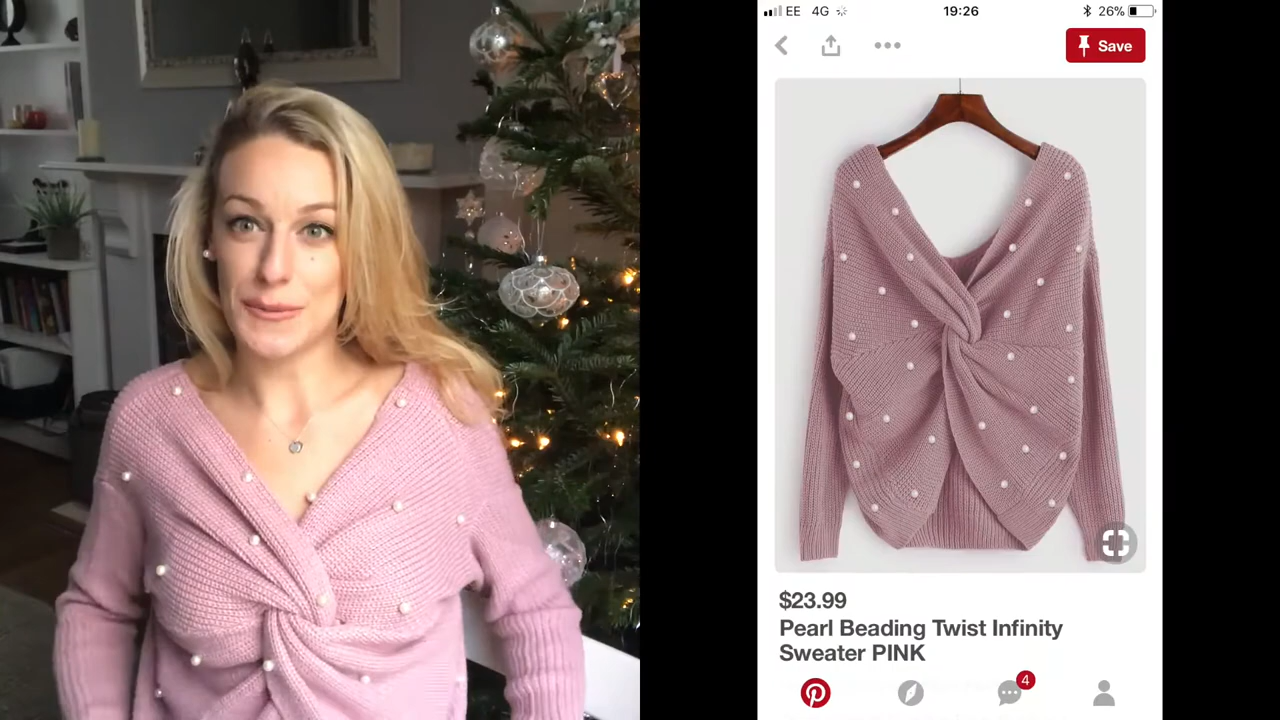 EE 4G 19:26 26%
Save
$23.99
Pearl Beading Twist Infinity
Sweater PINK
4